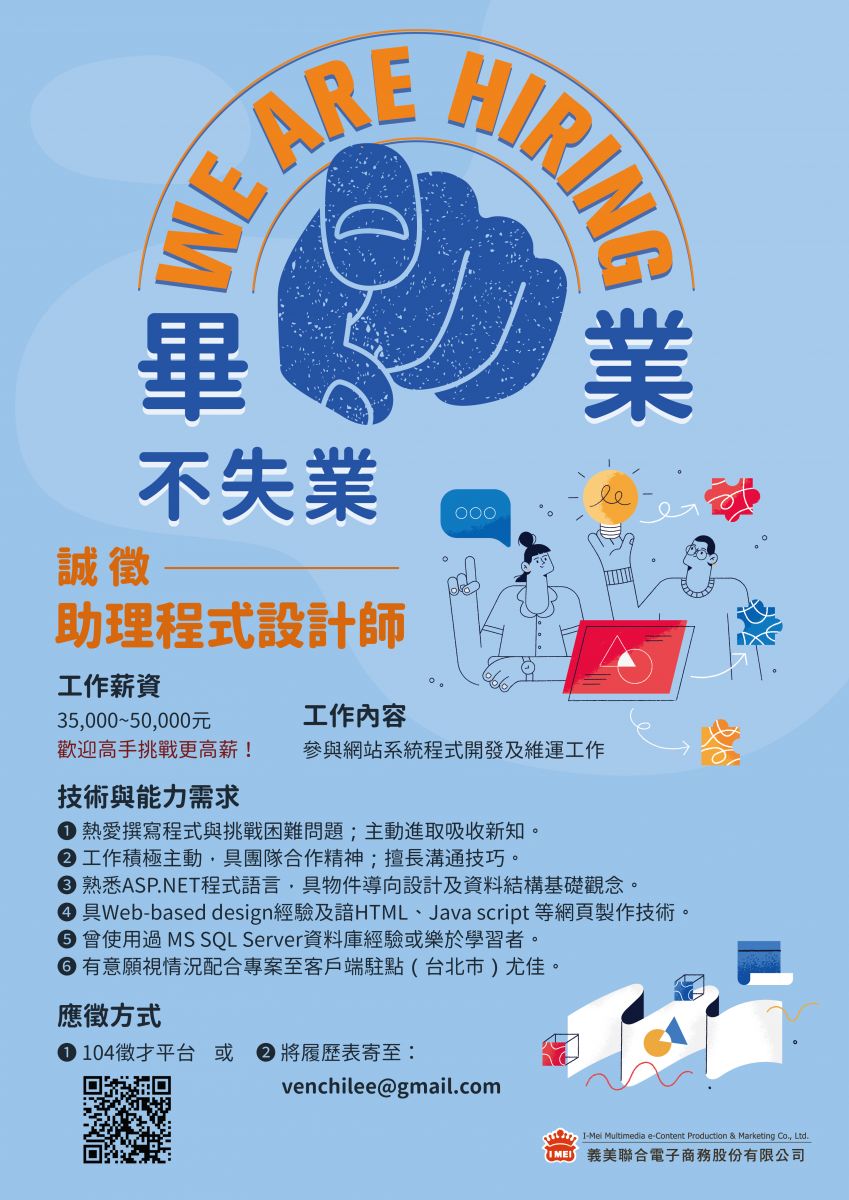 WE ARE HIRING
畢業
不失業
誠徵
助理程式設計師
工作薪資
35,000~50,000元
歡迎高手挑戰更高薪！
工作內容
參與網站系統程式開發及維運工作
技術與能力需求
❶ 熱愛撰寫程式與挑戰困難問題；主動進取吸收新知。
❷ 工作積極主動，具團隊合作精神；擅長溝通技巧。
❸ 熟悉ASP.NET程式語言，具物件導向設計及資料結構基礎觀念。
❹ 具Web-based design經驗及諳HTML、Java script 等網頁製作技術。
❺ 曾使用過 MS SQL Server資料庫經驗或樂於學習者。
❻ 有意願視情況配合專案至客戶端駐點（台北市）尤佳。
應徵方式
❶ 104徵才平台 或 ❷ 將履歷表寄至：
venchilee@gmail.com
I-Mei Multimedia e-Content Production & Marketing Co., Ltd.
I MEI 義美聯合電子商務股份有限公司